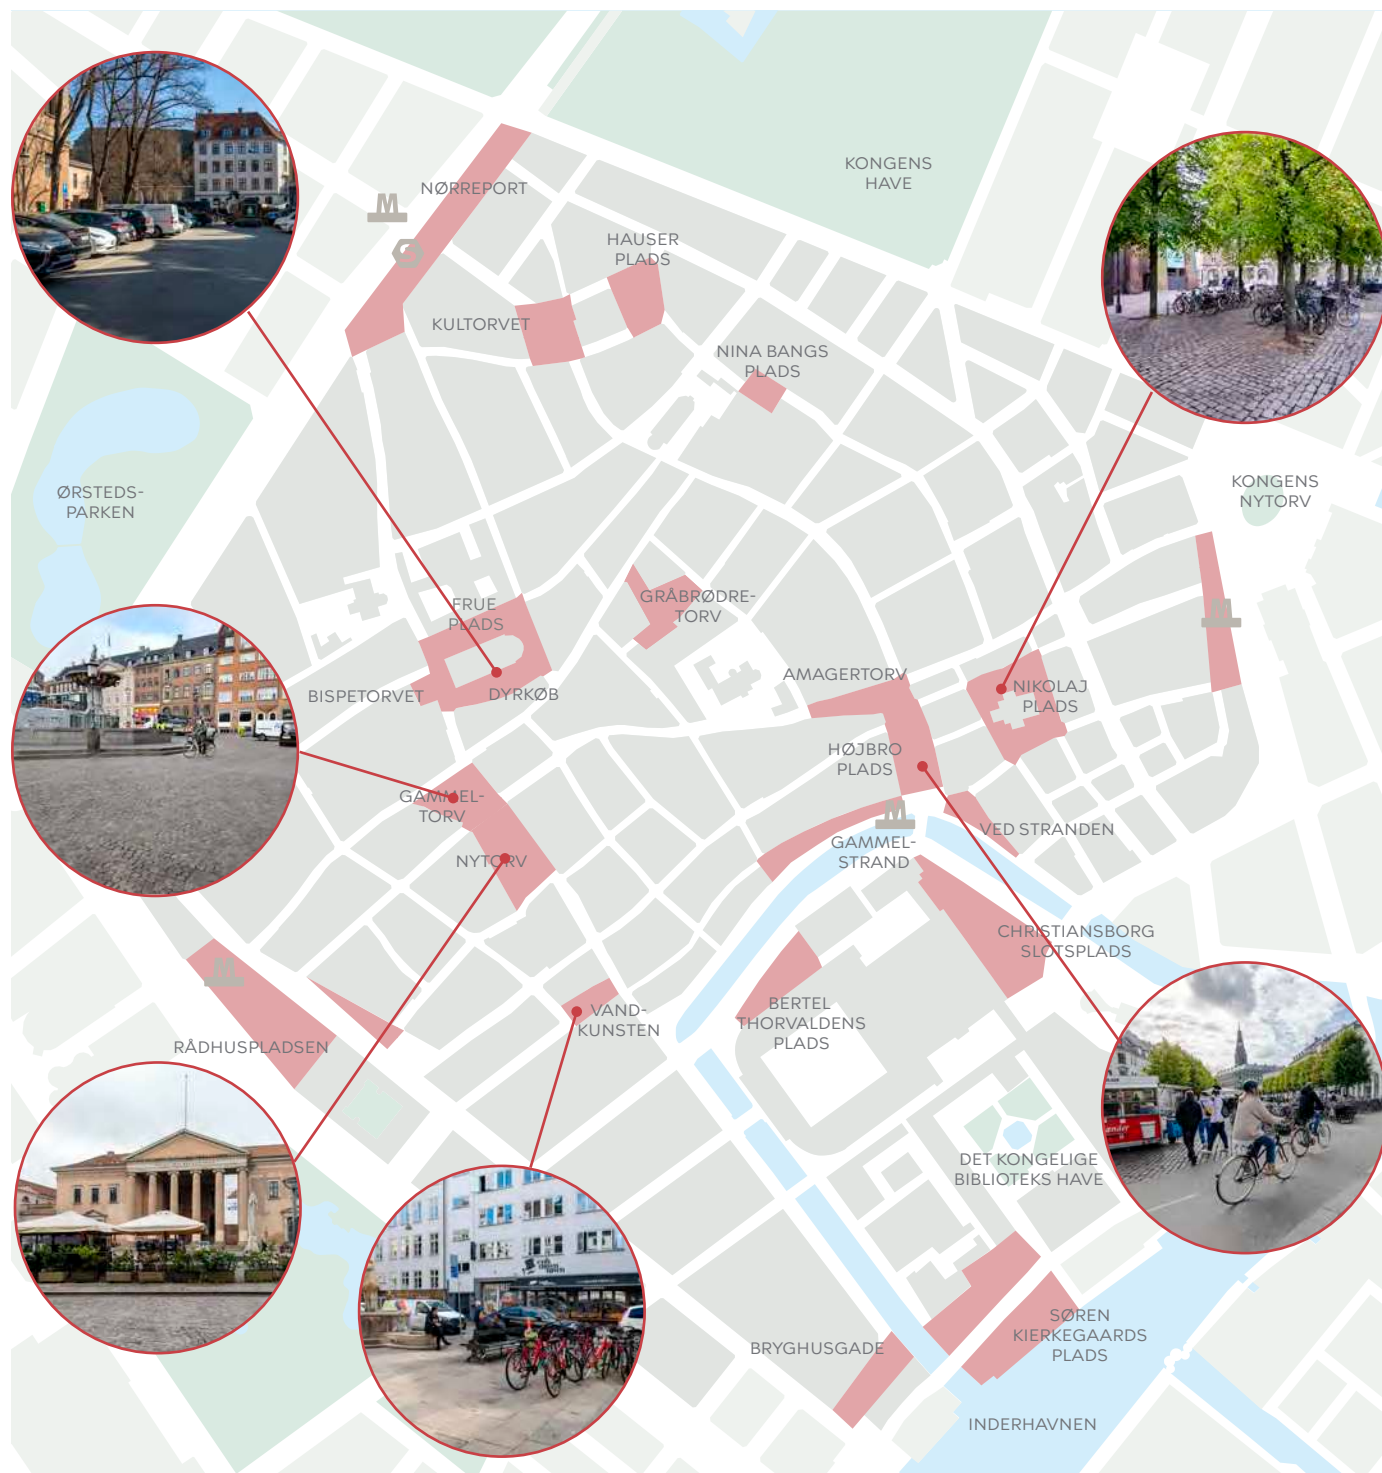 KONGENS
HAVE
NØRREPORT
M
S
HAUSER
PLADS
KULTORVET
NINA BANGS
PLADS
KONGENS
NYTORV
ØRSTEDS-
PARKEN
FRUE
PLADS
GRÅBRØDRE-
TORV
M
BISPETORVET
DYRKØB
AMAGERTORV
NIKOLAJ
PLADS
HØJBRO
PLADS
GAMMEL-
TORV
NYTORV
M
GAMMEL-
STRAND
VED STRANDEN
CHRISTIANSBORG
SLOTSPLADS
M
RÅDHUSPLADSEN
VAND-
KUNSTEN
BERTEL
THORVALDENS
PLADS
DET KONGELIGE
BIBLIOTEKS HAVE
SØREN
KIERKEGAARDS
PLADS
BRYGHUSGADE
INDERHAVNEN